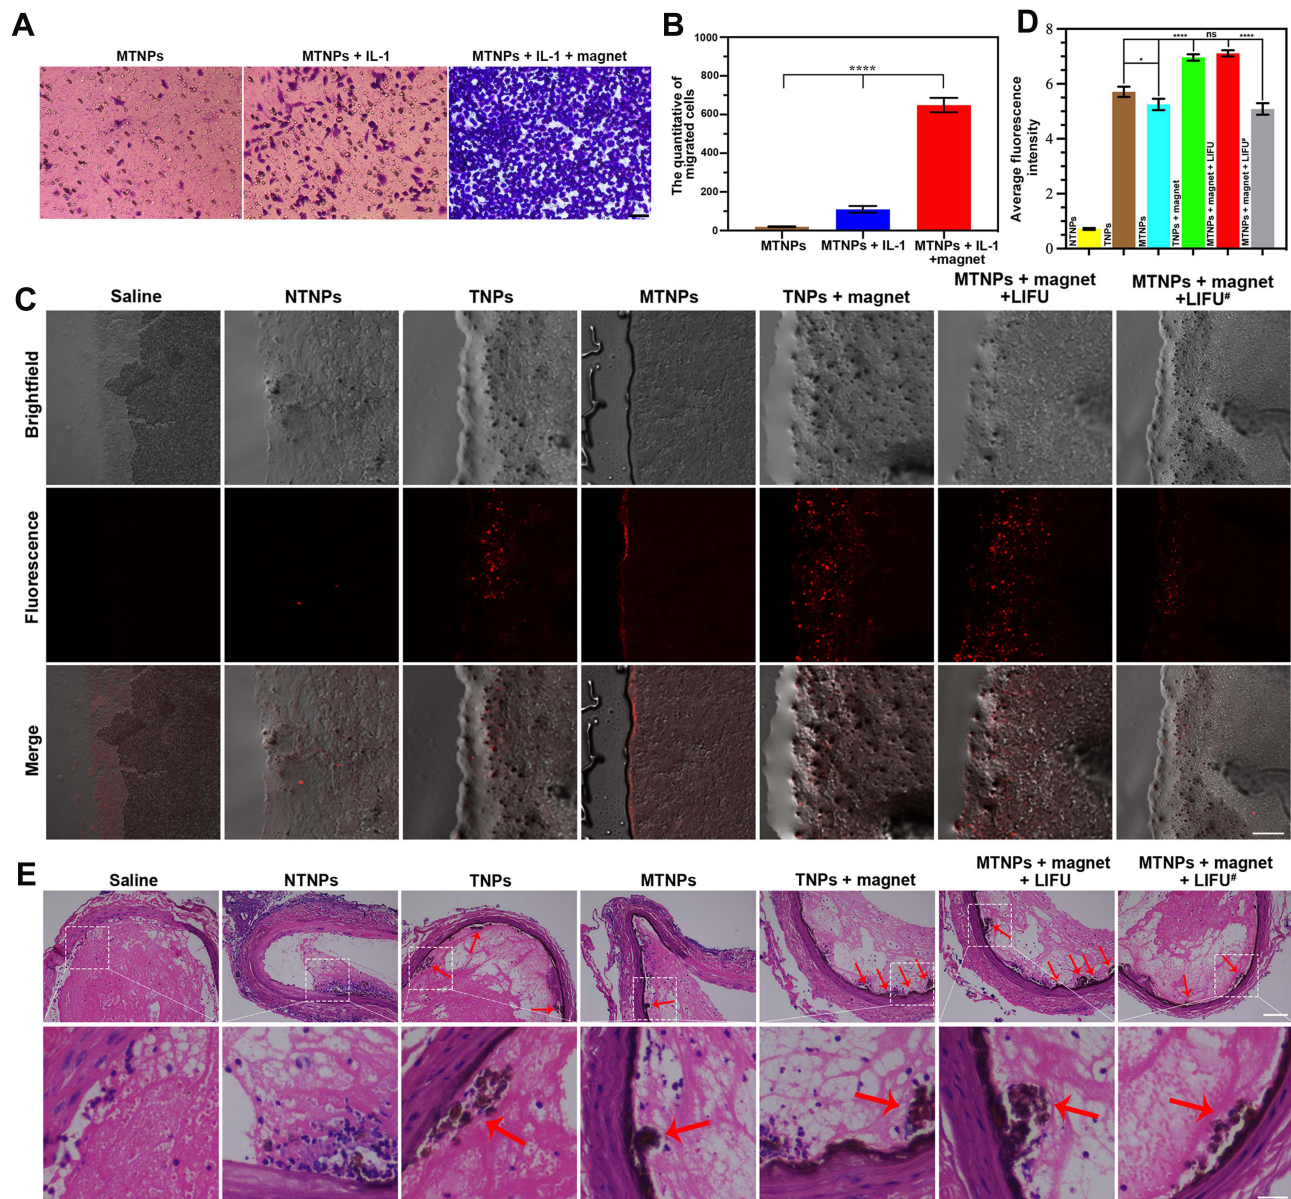 A
MTNPs
MTNPs + IL-1
MTNPs + IL-1 + magnet
B
The quantitative of
migrated cells
1000
800
600
400
200
0
****
MTNPs
MTNPs + IL-1
MTNPs + IL-1
+magnet
D
Average fluorescence
intensity
8
6
4
2
0
****
ns
****
*
NTNPs
TNPs
MTNPs
TNPs + magnet
MTNPs + magnet + LIFU
MTNPs + magnet + LIFU#
C
Saline
NTNPs
TNPs
MTNPs
TNPs + magnet
MTNPs + magnet
+LIFU
MTNPs + magnet
+LIFU#
Brightfield
Fluorescence
Merge
E
Saline
NTNPs
TNPs
MTNPs
TNPs + magnet
MTNPs + magnet
+ LIFU
MTNPs + magnet
+ LIFU#